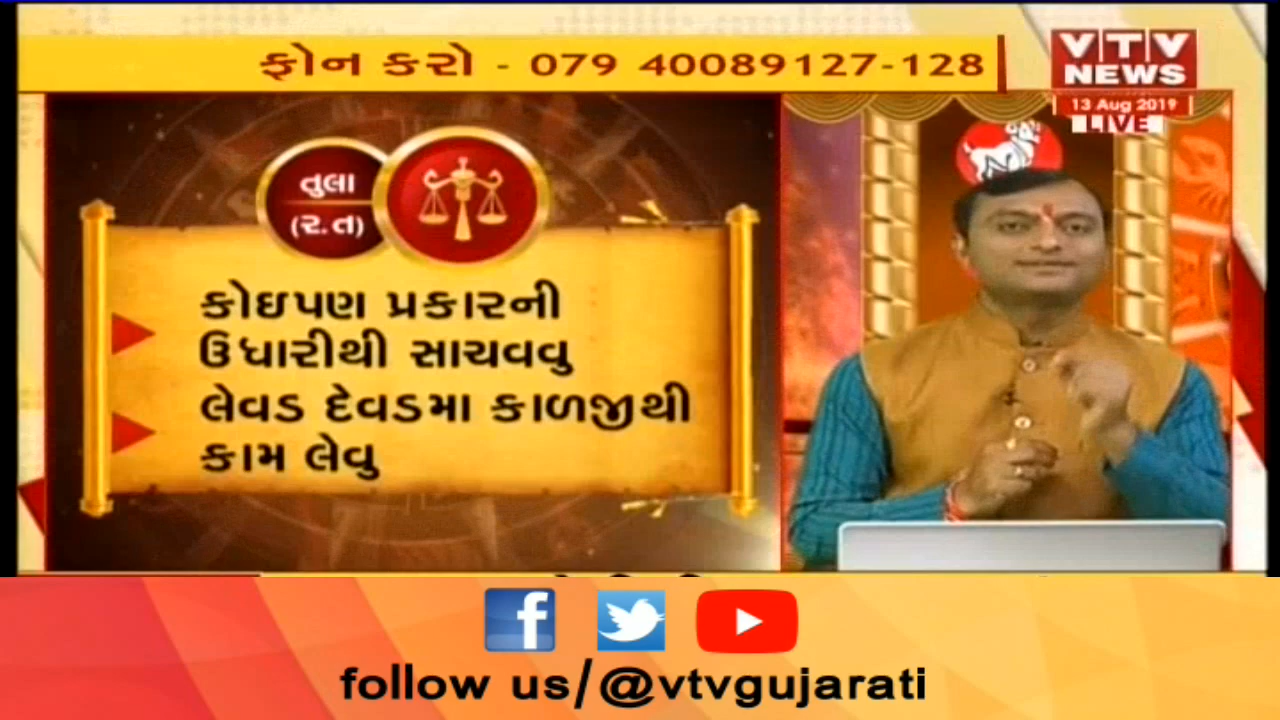 ફોન કરો - 079 40089127-128
VTV
NEWS
13 Aug 2019
LIVE
તુલા
(ર.ત)
કોઇપણ પ્રકારની
ઉધારીથી સાચવવુ
લેવડ દેવડમા કાળજીથી
કામ લેવુ
follow us/@vtvgujarati